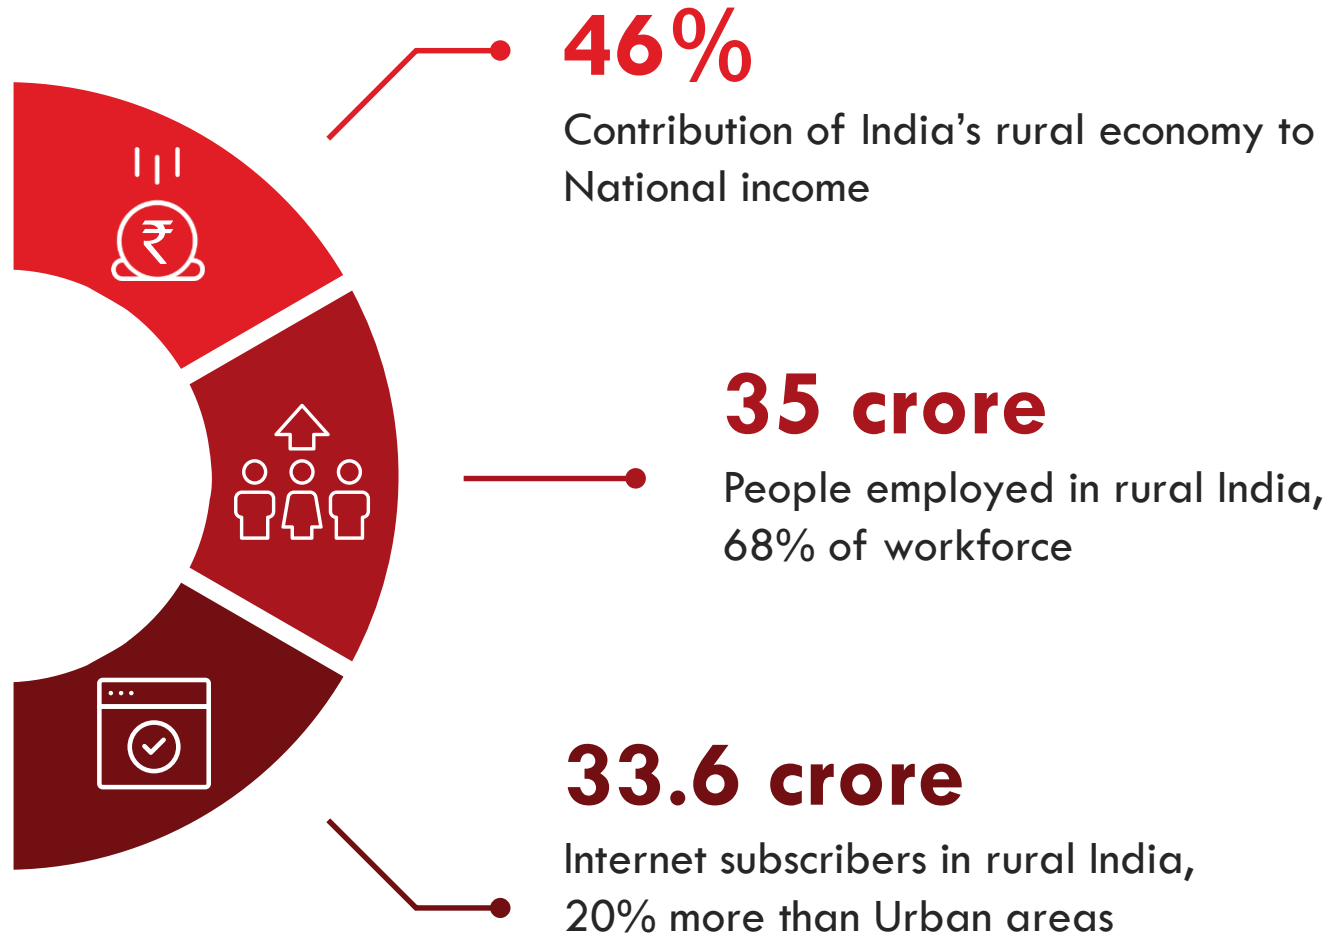 46%
Contribution of India’s rural economy to
National income
₹
35 crore
People employed in rural India,
68% of workforce
33.6 crore
Internet subscribers in rural India,
20% more than Urban areas